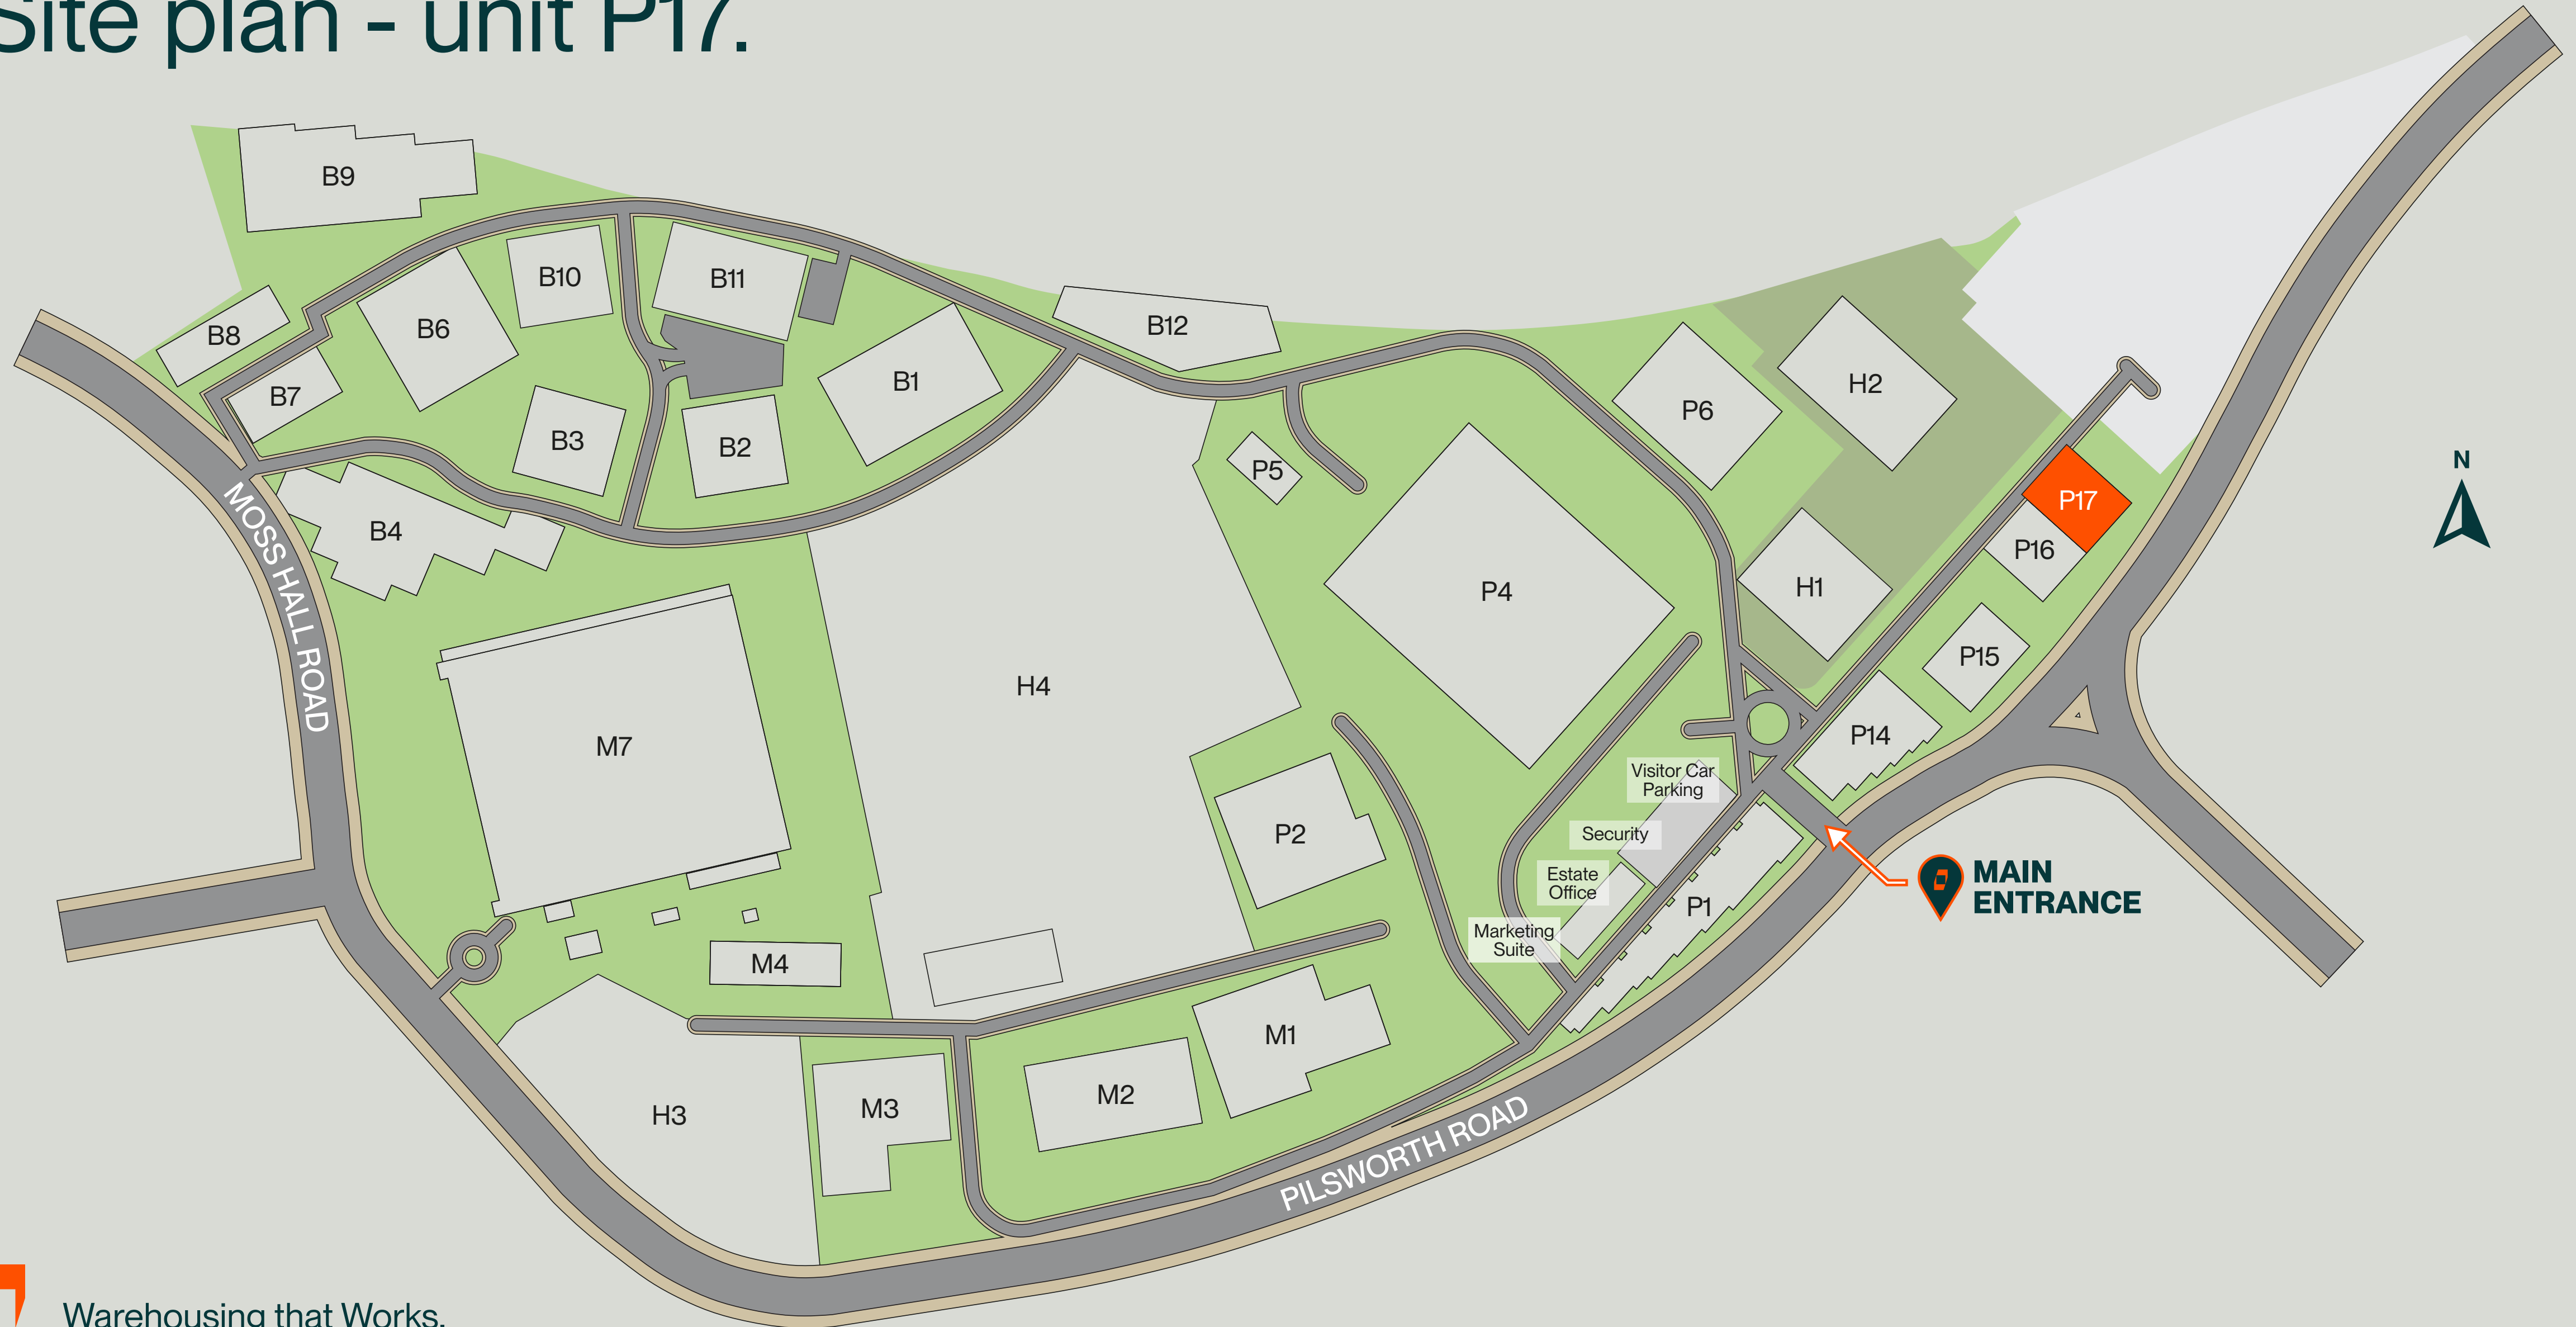 Site plan - unit P17.
B9
B10
B11
B8
B6
B12
B7
B1
B3
B2
B4
P5
P6
H2
P4
P17
P16
H1
P15
P14
N
MOSS HALL ROAD
H4
M7
P2
Visitor Car
Parking
Security
Estate
Office
Marketing
Suite
P1
MAIN
ENTRANCE
M4
M1
M2
M3
H3
PILSWORTH ROAD
Warehousing that Works.